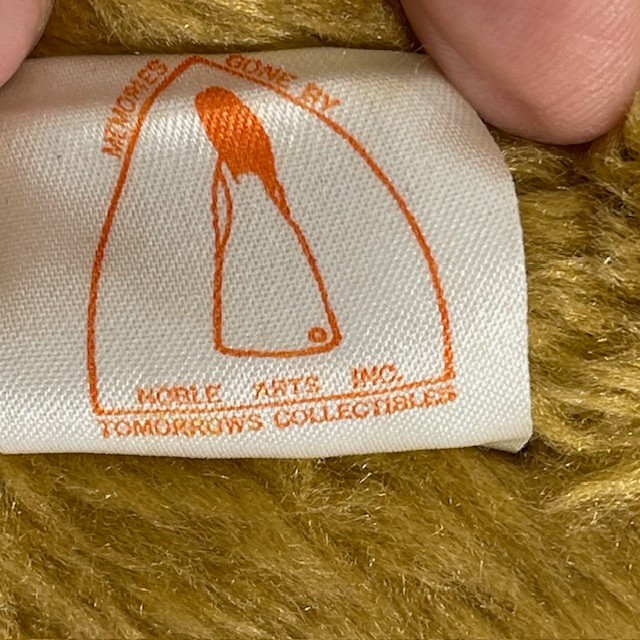 MEMORIES GONE BY
NOBLE ARTS INC.
TOMORROWS COLLECTIBLES